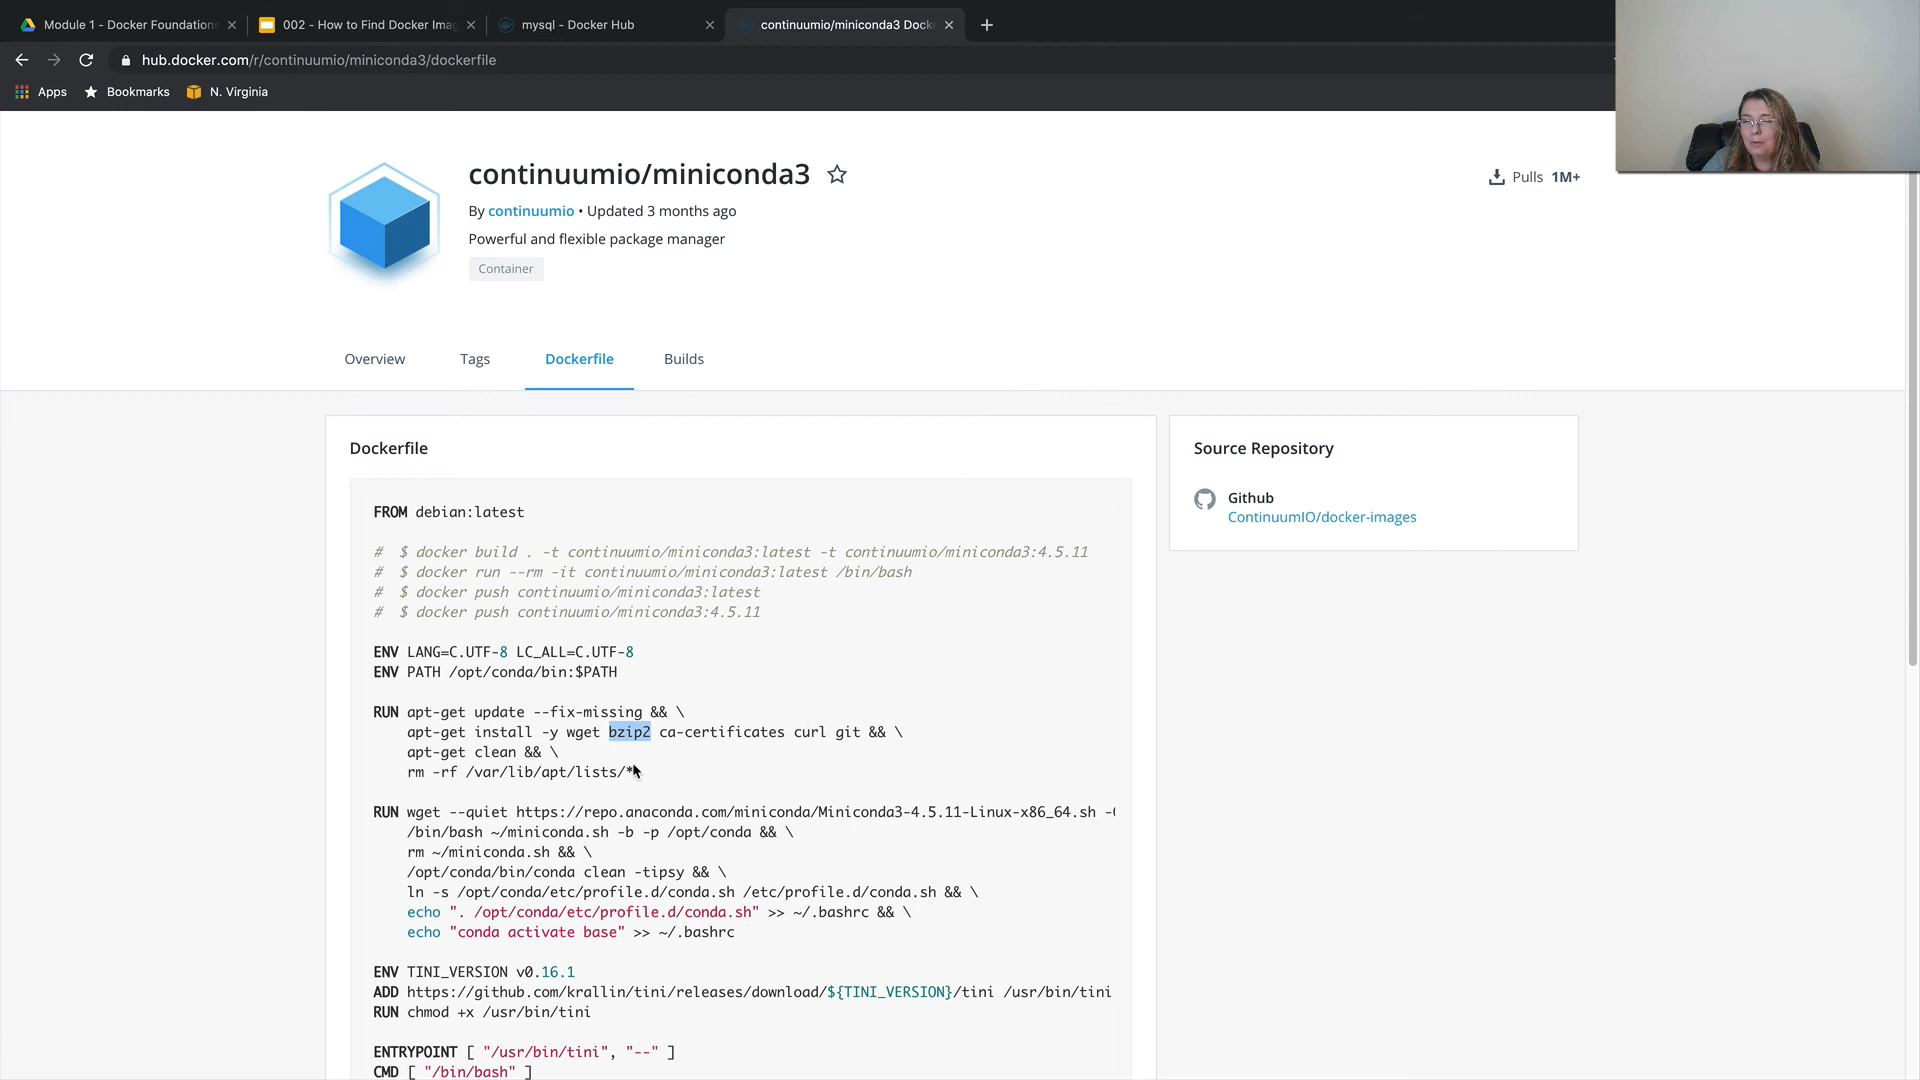 Module 1 - Docker Foundations
002 - How to Find Docker Imag
mysql - Docker Hub
continuumio/miniconda3 Dock
hub.docker.com/r/continuumio/miniconda3/dockerfile
Apps
Bookmarks
N. Virginia
continuumio/miniconda3
Pulls 1M+
By continuumio • Updated 3 months ago
Powerful and flexible package manager
Container
Overview
Tags
Dockerfile
Builds
Dockerfile
FROM debian:latest
#  $ docker build . -t continuumio/miniconda3:latest -t continuumio/miniconda3:4.5.11
#  $ docker run --rm -it continuumio/miniconda3:latest /bin/bash
#  $ docker push continuumio/miniconda3:latest
#  $ docker push continuumio/miniconda3:4.5.11
ENV LANG=C.UTF-8 LC_ALL=C.UTF-8
ENV PATH /opt/conda/bin:$PATH
RUN apt-get update --fix-missing && \
apt-get install -y wget bzip2 ca-certificates curl git && \
apt-get clean && \
rm -rf /var/lib/apt/lists/*
RUN wget --quiet https://repo.anaconda.com/miniconda/Miniconda3-4.5.11-Linux-x86_64.sh -
/bin/bash ~/miniconda.sh -b -p /opt/conda && \
rm ~/miniconda.sh && \
/opt/conda/bin/conda clean -tipsy && \
ln -s /opt/conda/etc/profile.d/conda.sh /etc/profile.d/conda.sh && \
echo ". /opt/conda/etc/profile.d/conda.sh" >> ~/.bashrc && \
echo "conda activate base" >> ~/.bashrc
ENV TINI_VERSION v0.16.1
ADD https://github.com/krallin/tini/releases/download/${TINI_VERSION}/tini /usr/bin/tini
RUN chmod +x /usr/bin/tini
ENTRYPOINT [ "/usr/bin/tini", "--" ]
CMD [ "/bin/bash" ]
Source Repository
Github
ContinuumIO/docker-images